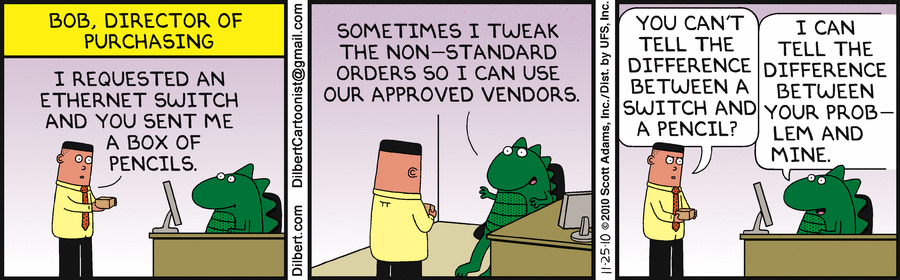 BOB, DIRECTOR OF
PURCHASING
I REQUESTED AN
ETHERNET SWITCH
AND YOU SENT ME
A BOX OF
PENCILS.
Dilbert.com DilbertCartoonist@gmail.com
SOMETIMES I TWEAK
THE NON-STANDARD
ORDERS SO I CAN USE
OUR APPROVED VENDORS.
11-25-10 © 2010 Scott Adams, Inc./Dist. by UFS, Inc.
YOU CAN'T
TELL THE
DIFFERENCE
BETWEEN A
SWITCH AND
A PENCIL?
I CAN
TELL THE
DIFFERENCE
BETWEEN
YOUR PROB-
LEM AND
MINE.